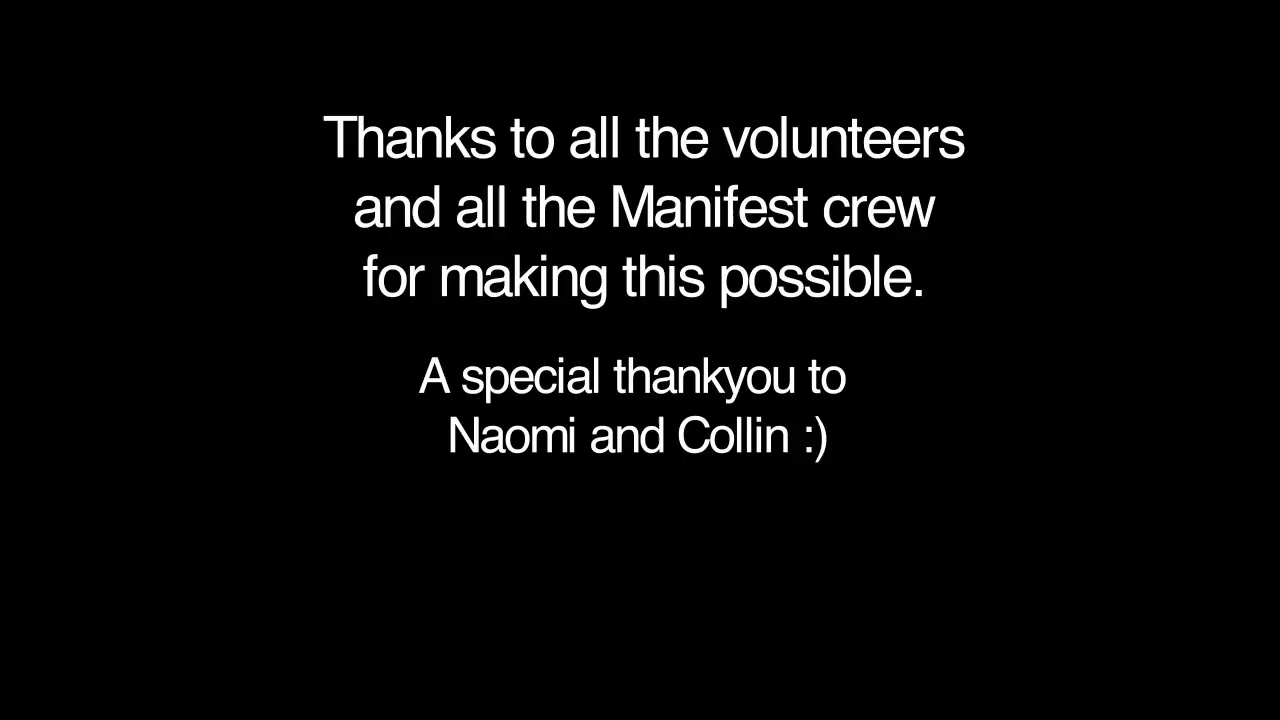 Thanks to all the volunteers
and all the Manifest crew
for making this possible.
A special thankyou to
Naomi and Collin :)